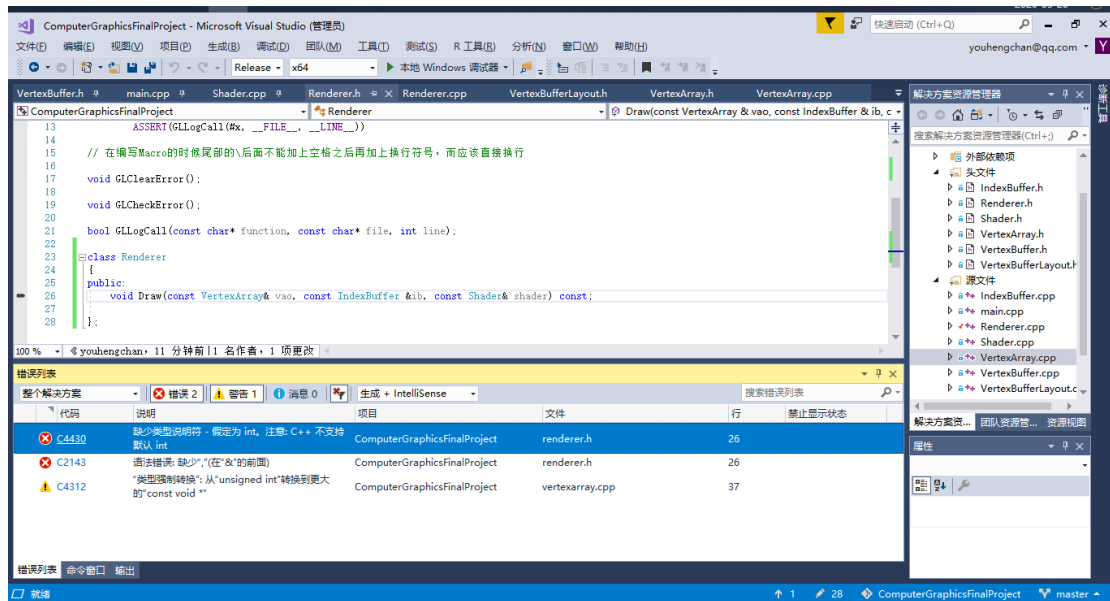 ComputerGraphicsFinalProject - Microsoft Visual Studio (管理员)
快速启动 (Ctrl+Q)
文件(F) 编辑(E) 视图(V) 项目(P) 生成(B) 调试(D) 团队(M) 工具(T) 测试(S) R 工具(R) 分析(N) 窗口(W) 帮助(H)
youhengchan@qq.com Y
Release x64 本地 Windows 调试器
VertexBuffer.h main.cpp Shader.cpp Renderer.h Renderer.cpp VertexBufferLayout.h VertexArray.h VertexArray.cpp
ComputerGraphicsFinalProject Renderer Draw(const VertexArray & vao, const IndexBuffer & ib, c
13 ASSERT(GLLogCall(#x, __FILE__, __LINE__))
14
15 // 在编写Macro的时候尾部的\后面不能加上空格之后再加上换行符号，而应该直接换行
16
17 void GLClearError();
18
19 void GLCheckError();
20
21 bool GLLogCall(const char* function, const char* file, int line);
22
23 class Renderer
24 {
25 public:
26 void Draw(const VertexArray& vao, const IndexBuffer &ib, const Shader& shader) const;
27
28 };
100 % youhengchan，11 分钟前|1 名作者，1 项更改
错误列表
整个解决方案 错误 2 警告 1 消息 0 生成 + IntelliSense 搜索错误列表
代码 说明 项目 文件 行 禁止显示状态
C4430 缺少类型说明符 - 假定为 int。注意: C++ 不支持默认 int ComputerGraphicsFinalProject renderer.h 26
C2143 语法错误: 缺少","(在"&"的前面) ComputerGraphicsFinalProject renderer.h 26
C4312 "类型强制转换": 从"unsigned int"转换到更大的"const void *" ComputerGraphicsFinalProject vertexarray.cpp 37
错误列表 命令窗口 输出
解决方案资源管理器
搜索解决方案资源管理器(Ctrl+;)
外部依赖项
头文件
IndexBuffer.h
Renderer.h
Shader.h
VertexArray.h
VertexBuffer.h
VertexBufferLayout.h
源文件
IndexBuffer.cpp
main.cpp
Renderer.cpp
Shader.cpp
VertexArray.cpp
VertexBuffer.cpp
VertexBufferLayout.c
解决方案资... 团队资源管... 资源视图
属性
诊断工具
就绪 1 28 ComputerGraphicsFinalProject master